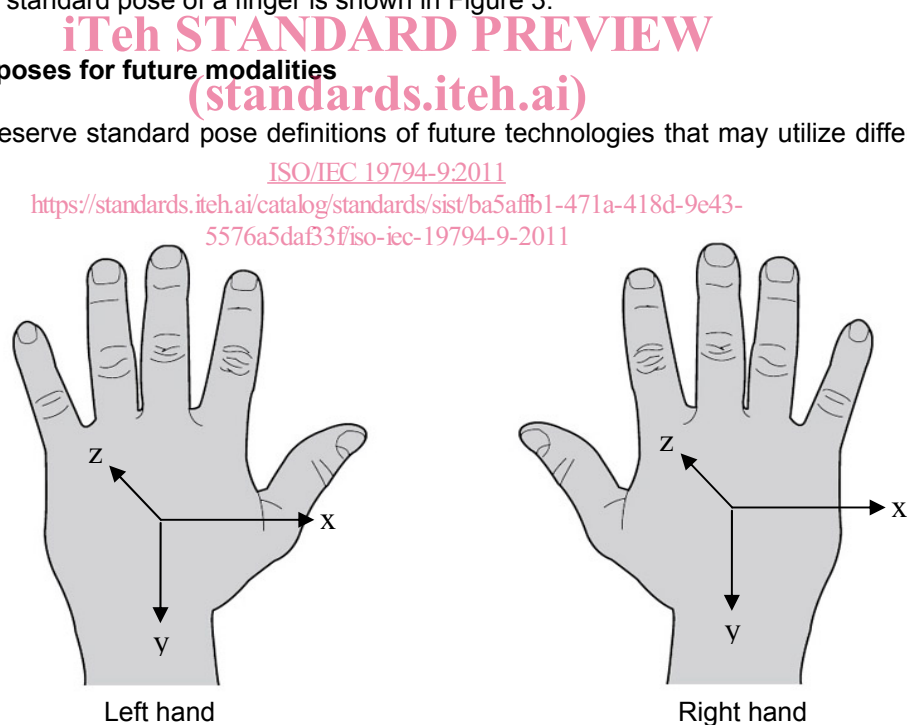 standard pose of a finger is shown in Figure 3.
iTeh STANDARD PREVIEW
poses for future modalities
(standards.iteh.ai)
eserve standard pose definitions of future technologies that may utilize diffe
ISO/IEC 19794-9:2011
https://standards.iteh.ai/catalog/standards/sist/ba5affb1-471a-418d-9e43-
5576a5daf33f/iso-iec-19794-9-2011
z
x
y
z
x
y
Left hand
Right hand